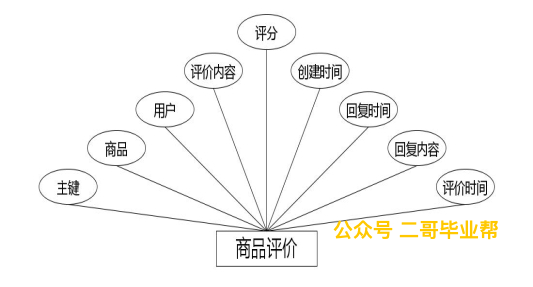 评分
评价内容
创建时间
用户
回复时间
商品
回复内容
主键
评价时间
商品评价
公众号 二哥毕业帮